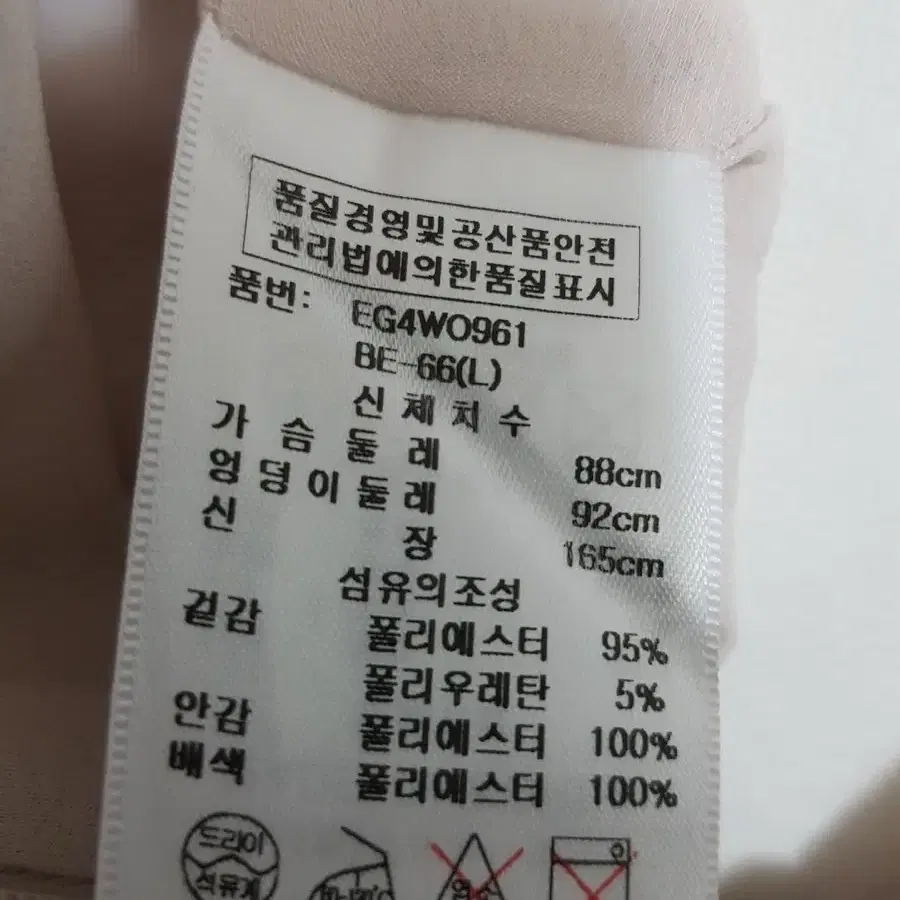 품질경영및공산품안전
관리법에의한품질표시
품번: EG4WO961
BE-66(L)
신체치수
가슴둘레 88cm
엉덩이둘레 92cm
신장 165cm
섬유의조성
겉감 폴리에스터 95%
폴리우레탄 5%
안감 폴리에스터 100%
배색 폴리에스터 100%
드라이
석유계